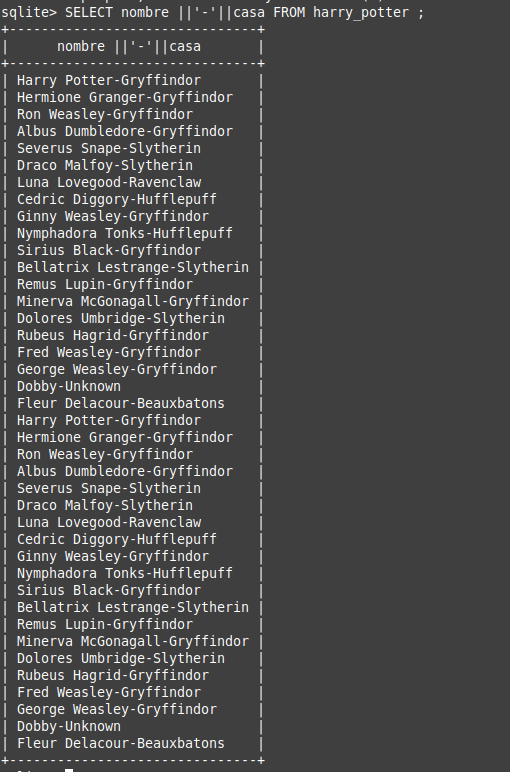 sqlite> SELECT nombre ||'-'||casa FROM harry_potter ;
+-------------------------------+
|      nombre ||'-'||casa       |
+-------------------------------+
| Harry Potter-Gryffindor       |
| Hermione Granger-Gryffindor   |
| Ron Weasley-Gryffindor        |
| Albus Dumbledore-Gryffindor   |
| Severus Snape-Slytherin       |
| Draco Malfoy-Slytherin        |
| Luna Lovegood-Ravenclaw       |
| Cedric Diggory-Hufflepuff     |
| Ginny Weasley-Gryffindor      |
| Nymphadora Tonks-Hufflepuff   |
| Sirius Black-Gryffindor       |
| Bellatrix Lestrange-Slytherin |
| Remus Lupin-Gryffindor        |
| Minerva McGonagall-Gryffindor |
| Dolores Umbridge-Slytherin    |
| Rubeus Hagrid-Gryffindor      |
| Fred Weasley-Gryffindor       |
| George Weasley-Gryffindor     |
| Dobby-Unknown                 |
| Fleur Delacour-Beauxbatons    |
| Harry Potter-Gryffindor       |
| Hermione Granger-Gryffindor   |
| Ron Weasley-Gryffindor        |
| Albus Dumbledore-Gryffindor   |
| Severus Snape-Slytherin       |
| Draco Malfoy-Slytherin        |
| Luna Lovegood-Ravenclaw       |
| Cedric Diggory-Hufflepuff     |
| Ginny Weasley-Gryffindor      |
| Nymphadora Tonks-Hufflepuff   |
| Sirius Black-Gryffindor       |
| Bellatrix Lestrange-Slytherin |
| Remus Lupin-Gryffindor        |
| Minerva McGonagall-Gryffindor |
| Dolores Umbridge-Slytherin    |
| Rubeus Hagrid-Gryffindor      |
| Fred Weasley-Gryffindor       |
| George Weasley-Gryffindor     |
| Dobby-Unknown                 |
| Fleur Delacour-Beauxbatons    |
+-------------------------------+